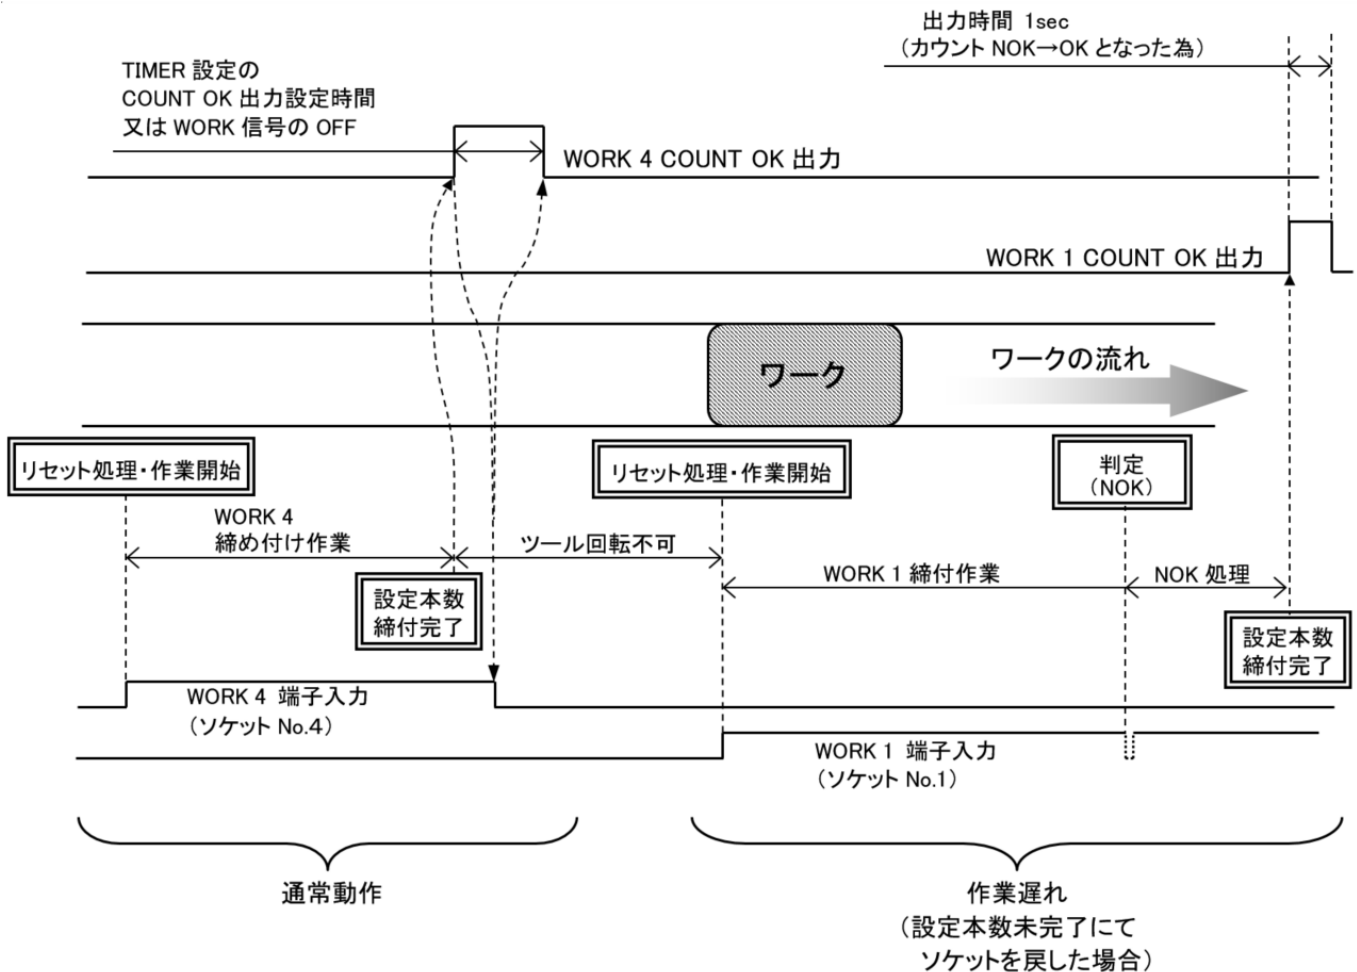 出力時間 1sec
（カウント NOK→OK となった為）
TIMER 設定の
COUNT OK 出力設定時間
又は WORK 信号の OFF
WORK 4 COUNT OK 出力
WORK 1 COUNT OK 出力
ワーク
ワークの流れ
リセット処理・作業開始
リセット処理・作業開始
判定
（NOK）
WORK 4
締め付け作業
ツール回転不可
WORK 1 締付作業
NOK 処理
設定本数
締付完了
設定本数
締付完了
WORK 4 端子入力
（ソケット No.4）
WORK 1 端子入力
（ソケット No.1）
通常動作
作業遅れ
（設定本数未完了にて
ソケットを戻した場合）